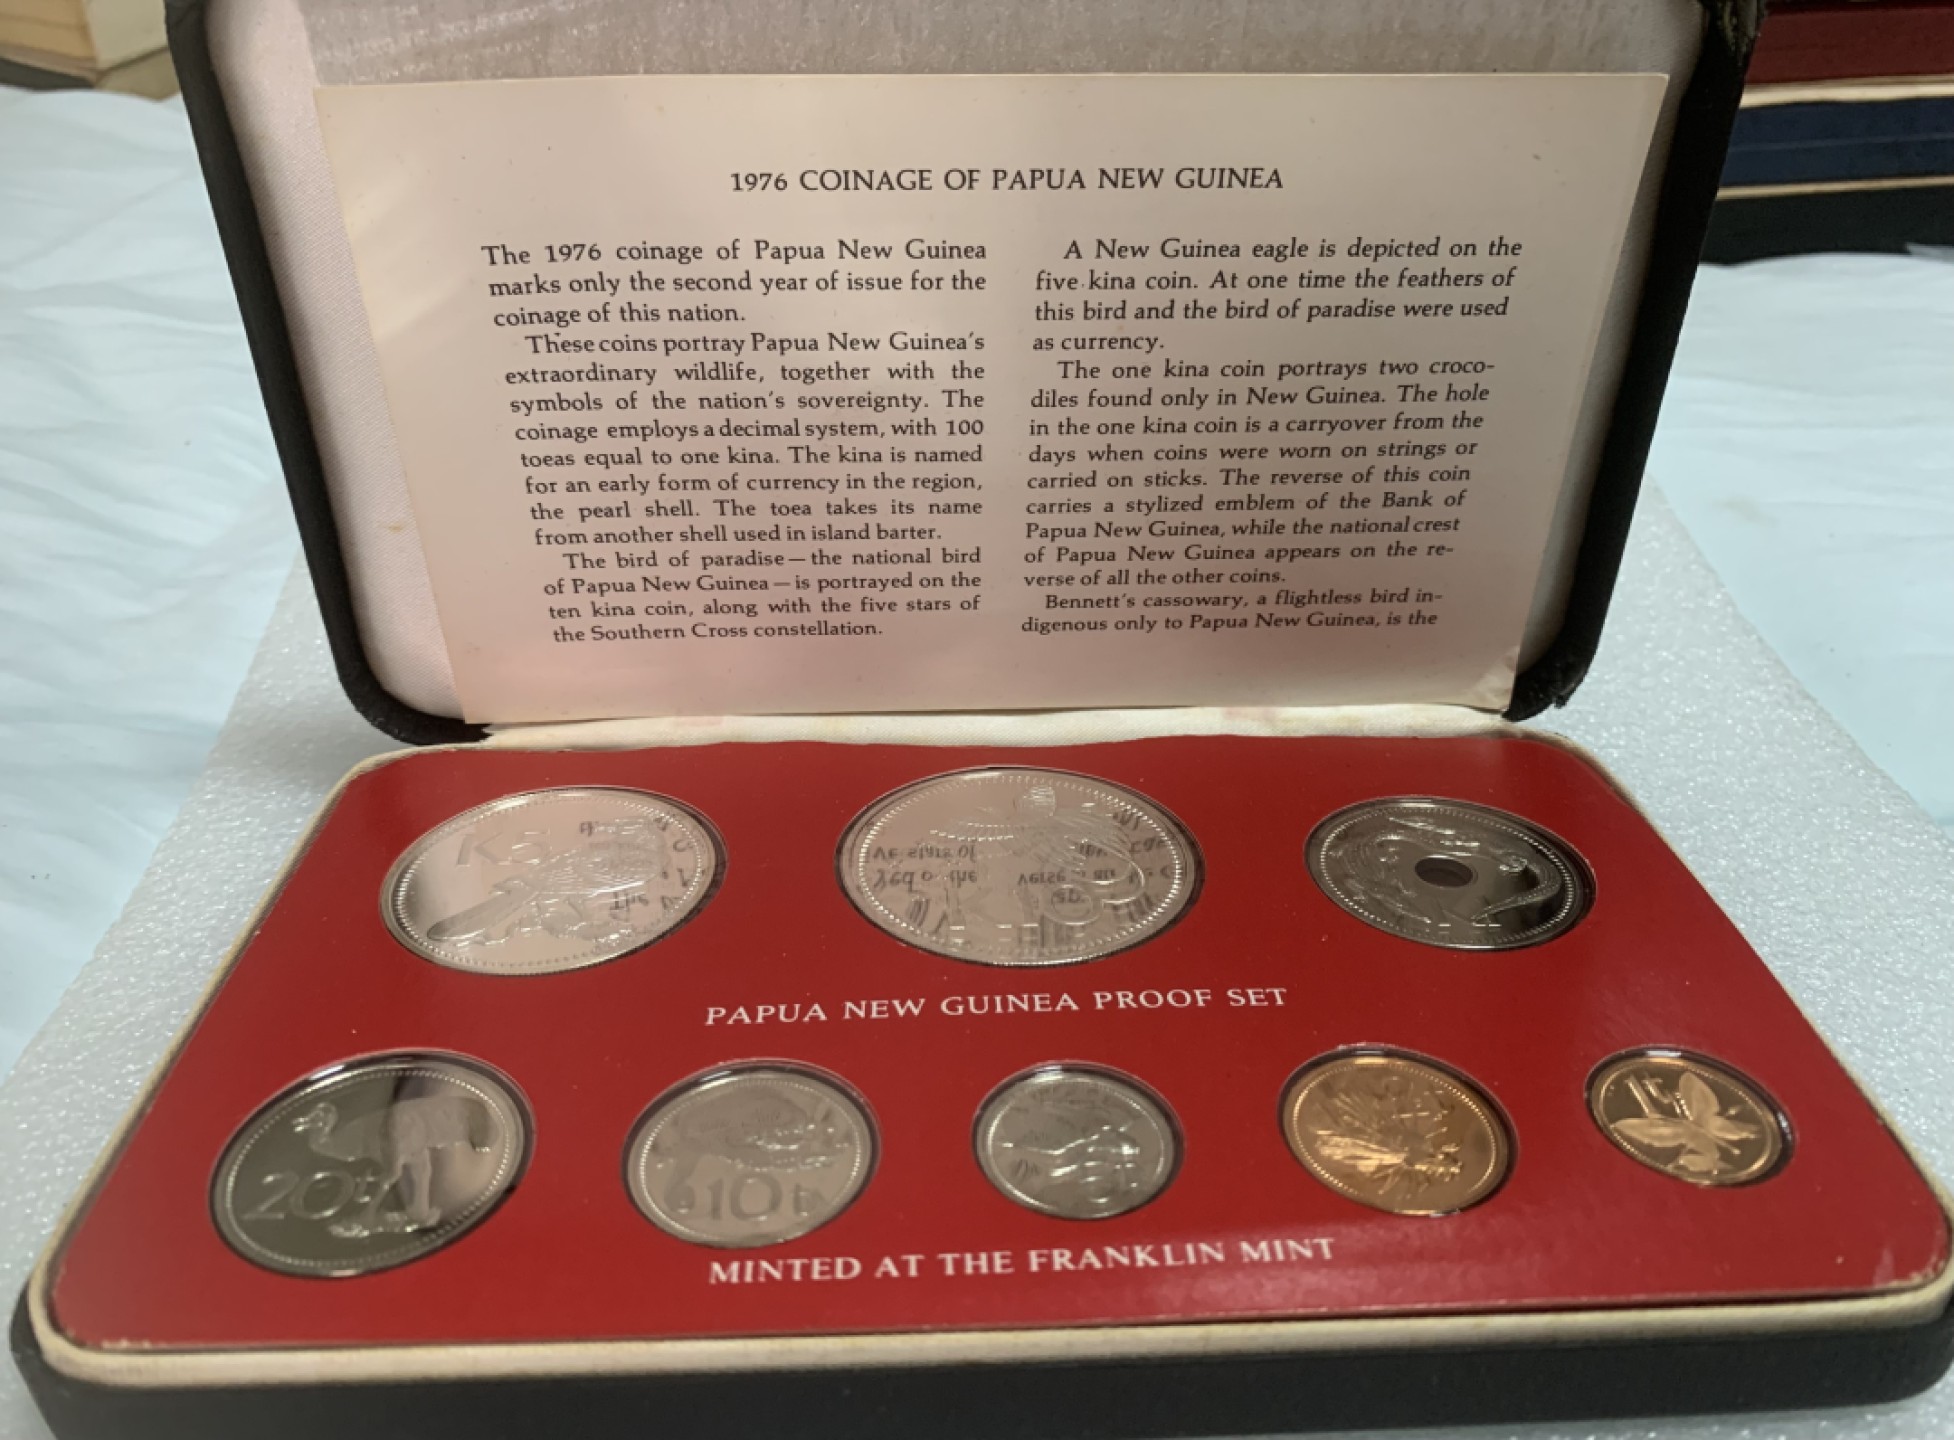 1976 COINAGE OF PAPUA NEW GUINEA
The 1976 coinage of Papua New Guinea
marks only the second year of issue for the
coinage of this nation.
These coins portray Papua New Guinea's
extraordinary wildlife, together with the
symbols of the nation's sovereignty. The
coinage employs a decimal system, with 100
toeas equal to one kina. The kina is named
for an early form of currency in the region,
the pearl shell. The toea takes its name
from another shell used in island barter.
The bird of paradise — the national bird
of Papua New Guinea — is portrayed on the
ten kina coin, along with the five stars of
the Southern Cross constellation.
A New Guinea eagle is depicted on the
five kina coin. At one time the feathers of
this bird and the bird of paradise were used
as currency.
The one kina coin portrays two croco-
diles found only in New Guinea. The hole
in the one kina coin is a carryover from the
days when coins were worn on strings or
carried on sticks. The reverse of this coin
carries a stylized emblem of the Bank of
Papua New Guinea, while the national crest
of Papua New Guinea appears on the re-
verse of all the other coins.
Bennett's cassowary, a flightless bird in-
digenous only to Papua New Guinea, is the
K5
K10
PAPUA NEW GUINEA PROOF SET
20t
10t
1t
MINTED AT THE FRANKLIN MINT